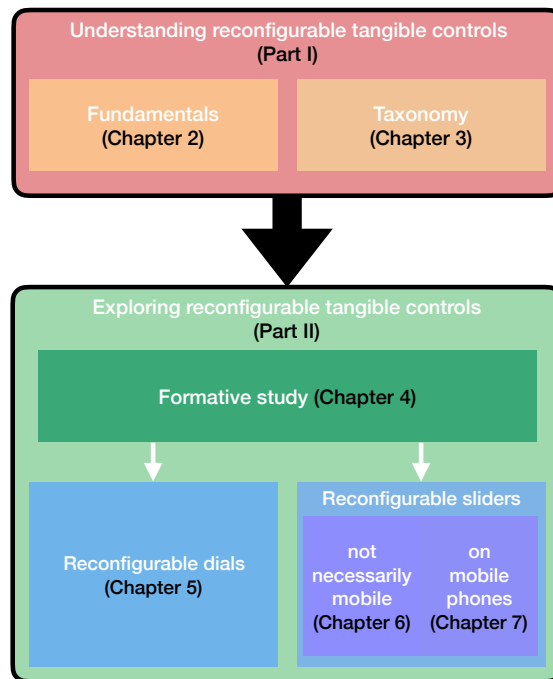 Understanding reconfigurable tangible controls
(Part I)
Fundamentals
(Chapter 2)
Taxonomy
(Chapter 3)
Exploring reconfigurable tangible controls
(Part II)
Formative study (Chapter 4)
Reconfigurable dials
(Chapter 5)
Reconfigurable sliders
not
necessarily
mobile
(Chapter 6)
on
mobile
phones
(Chapter 7)